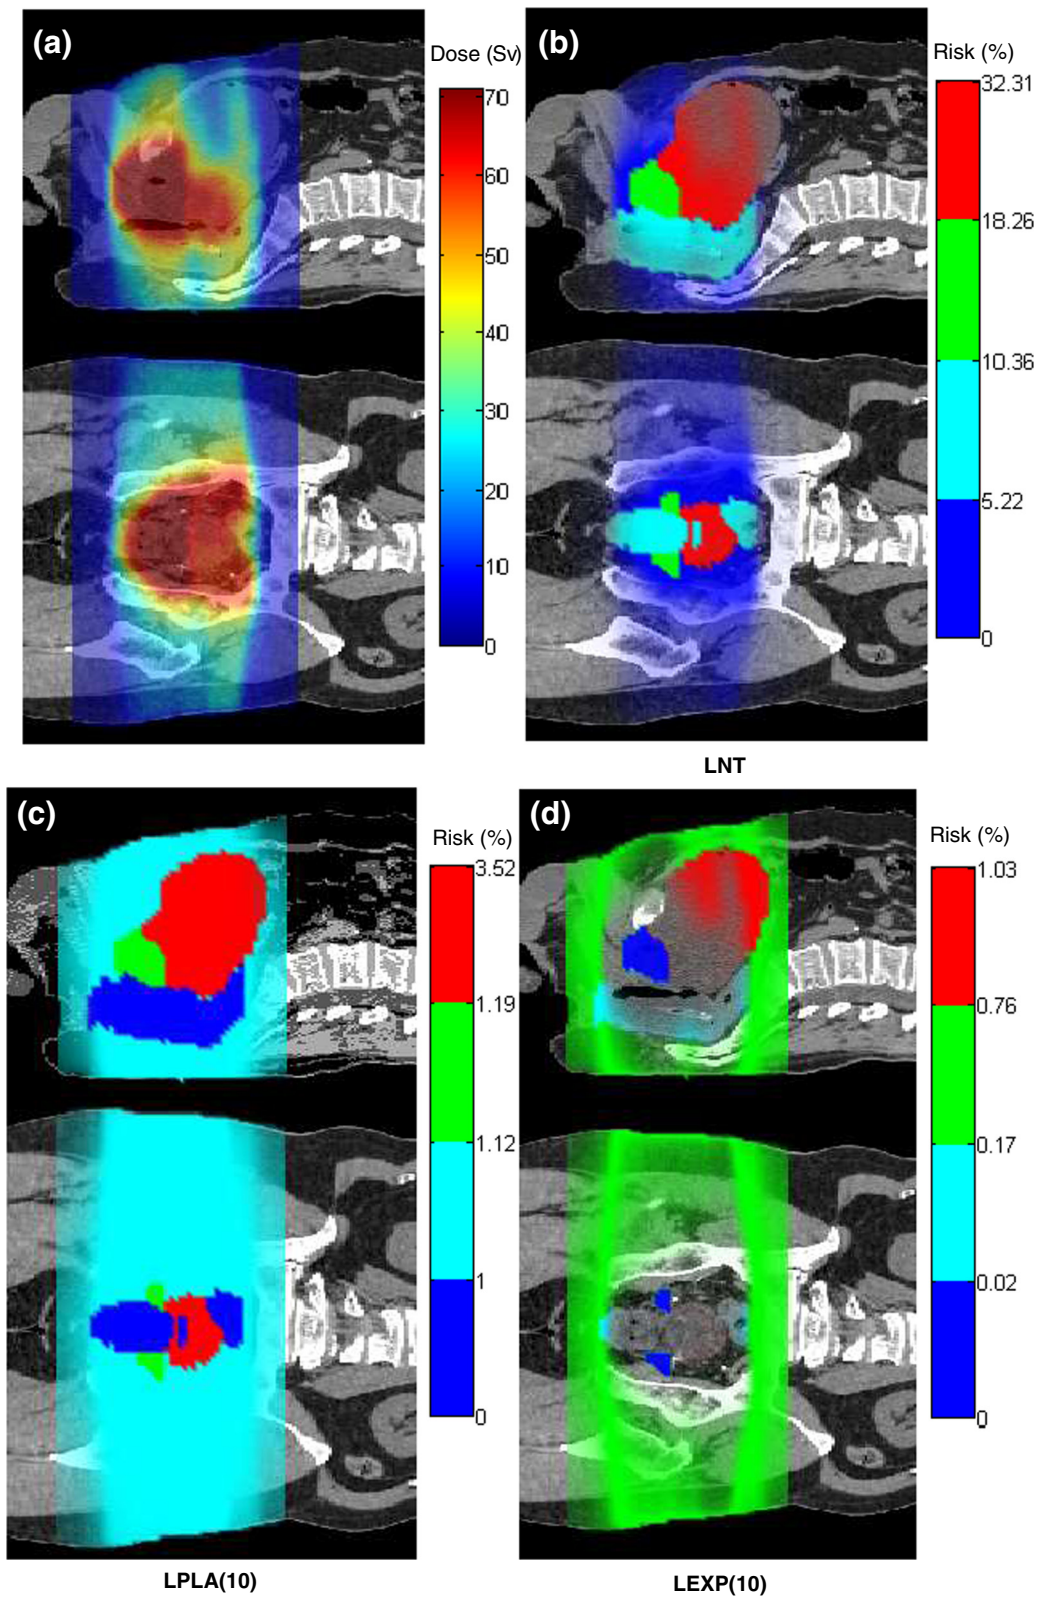 (a)
Dose (Sv)
70
60
50
40
30
20
10
0
(b)
Risk (%)
32.31
18.26
10.36
5.22
0
LNT
(c)
Risk (%)
3.52
1.19
1.12
1
0
LPLA(10)
(d)
Risk (%)
1.03
0.76
0.17
0.02
0
LEXP(10)